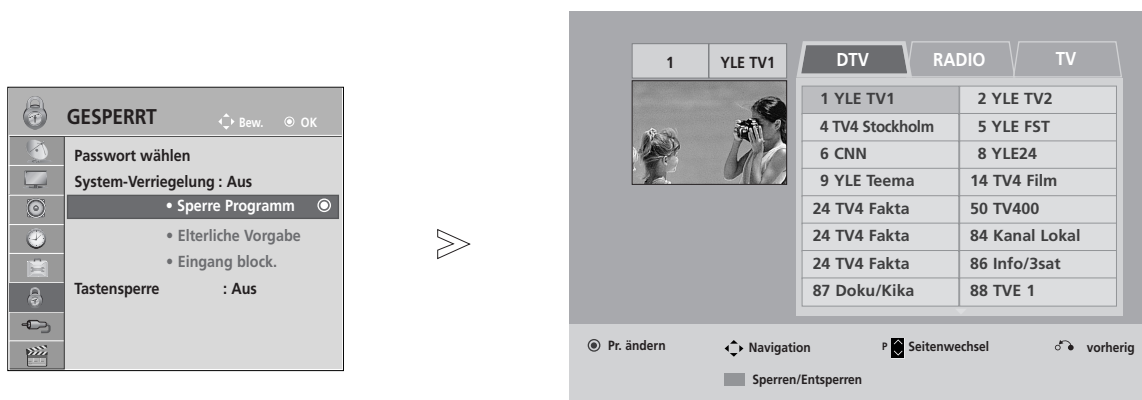 GESPERRT Bew. OK
Passwort wählen
System-Verriegelung : Aus
• Sperre Programm
• Elterliche Vorgabe
• Eingang block.
Tastensperre : Aus
1 YLE TV1 DTV RADIO TV
1 YLE TV1 2 YLE TV2
4 TV4 Stockholm 5 YLE FST
6 CNN 8 YLE24
9 YLE Teema 14 TV4 Film
24 TV4 Fakta 50 TV400
24 TV4 Fakta 84 Kanal Lokal
24 TV4 Fakta 86 Info/3sat
87 Doku/Kika 88 TVE 1
Pr. ändern Navigation P Seitenwechsel vorherig
Sperren/Entsperren